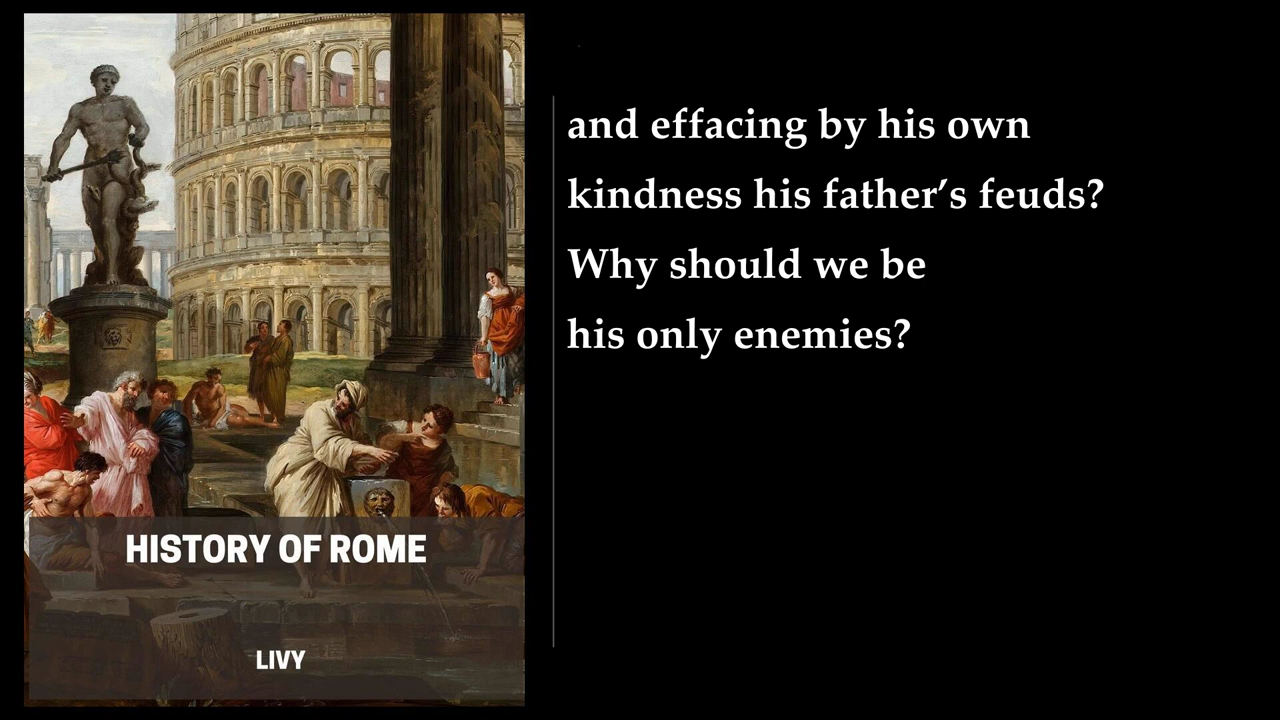 and effacing by his own
kindness his father’s feuds?
Why should we be
his only enemies?
HISTORY OF ROME
LIVY